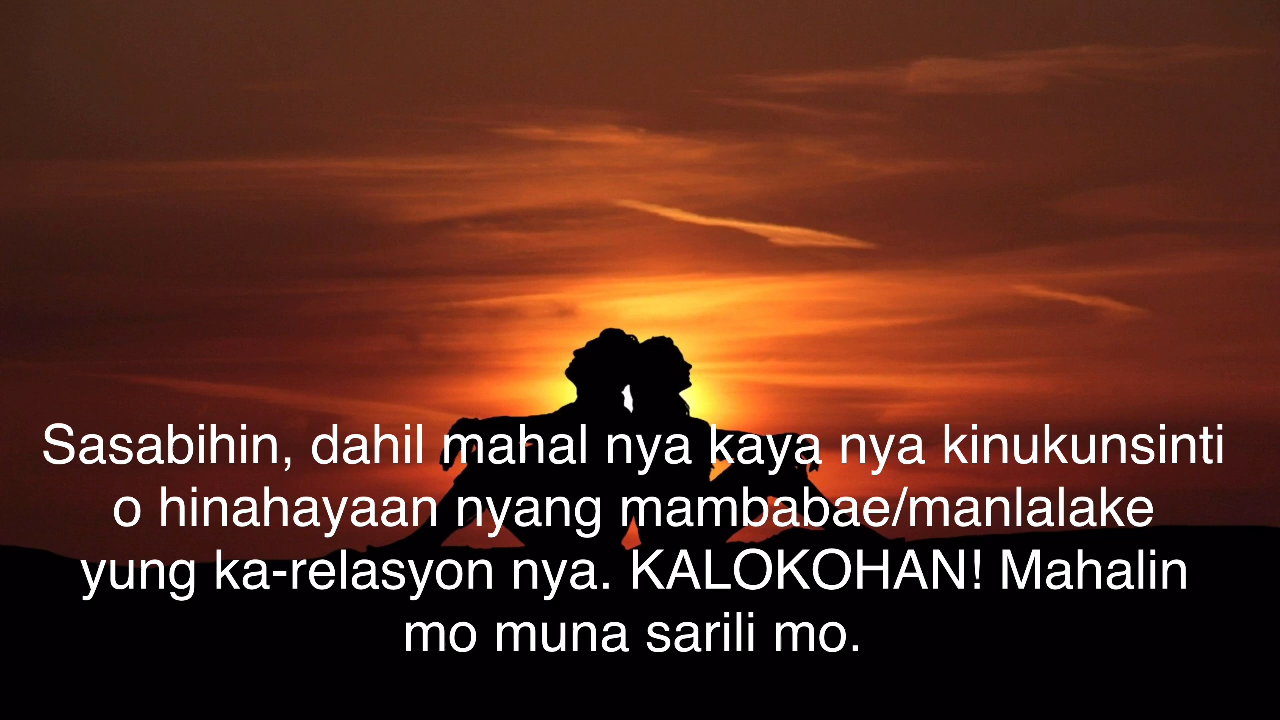 Sasabihin, dahil mahal nya kaya nya kinukunsinti
o hinahayaan nyang mambabae/manlalake
yung ka-relasyon nya. KALOKOHAN! Mahalin
mo muna sarili mo.